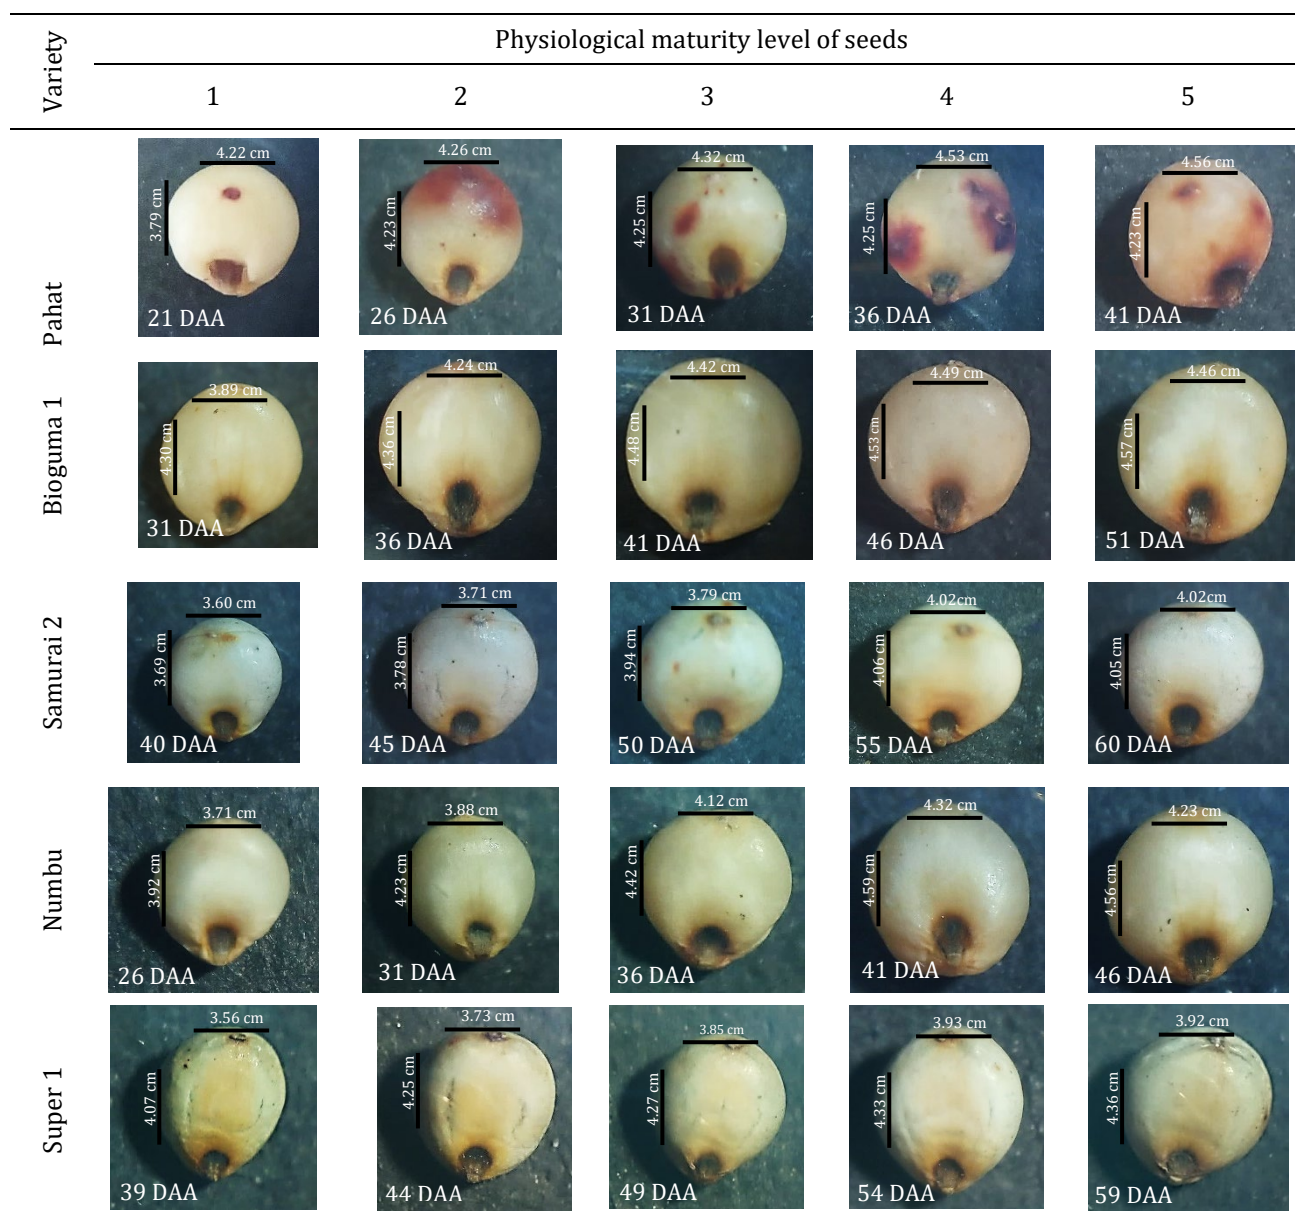 Variety
Physiological maturity level of seeds
1 2 3 4 5
Pahat
4.22 cm
3.79 cm
21 DAA
4.26 cm
4.23 cm
26 DAA
4.32 cm
4.25 cm
31 DAA
4.53 cm
4.25 cm
36 DAA
4.56 cm
4.23 cm
41 DAA
Bioguma 1
3.89 cm
4.30 cm
31 DAA
4.24 cm
4.36 cm
36 DAA
4.42 cm
4.48 cm
41 DAA
4.49 cm
4.53 cm
46 DAA
4.46 cm
4.57 cm
51 DAA
Samurai 2
3.60 cm
3.69 cm
40 DAA
3.71 cm
3.78 cm
45 DAA
3.79 cm
3.94 cm
50 DAA
4.02cm
4.06 cm
55 DAA
4.02cm
4.05 cm
60 DAA
Numbu
3.71 cm
3.92 cm
26 DAA
3.88 cm
4.23 cm
31 DAA
4.12 cm
4.42 cm
36 DAA
4.32 cm
4.59 cm
41 DAA
4.23 cm
4.56 cm
46 DAA
Super 1
3.56 cm
4.07 cm
39 DAA
3.73 cm
4.25 cm
44 DAA
3.85 cm
4.27 cm
49 DAA
3.93 cm
4.33 cm
54 DAA
3.92 cm
4.36 cm
59 DAA